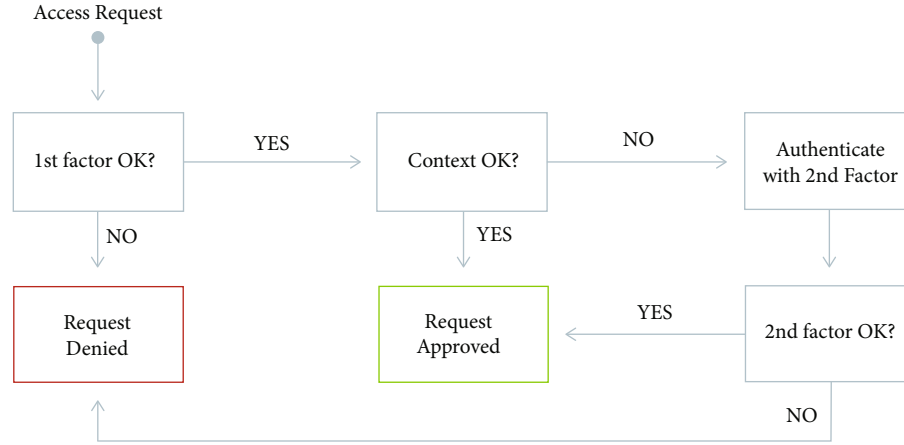 Access Request
1st factor OK?
YES
Context OK?
NO
Authenticate
with 2nd Factor
NO
YES
Request
Denied
Request
Approved
YES
2nd factor OK?
NO